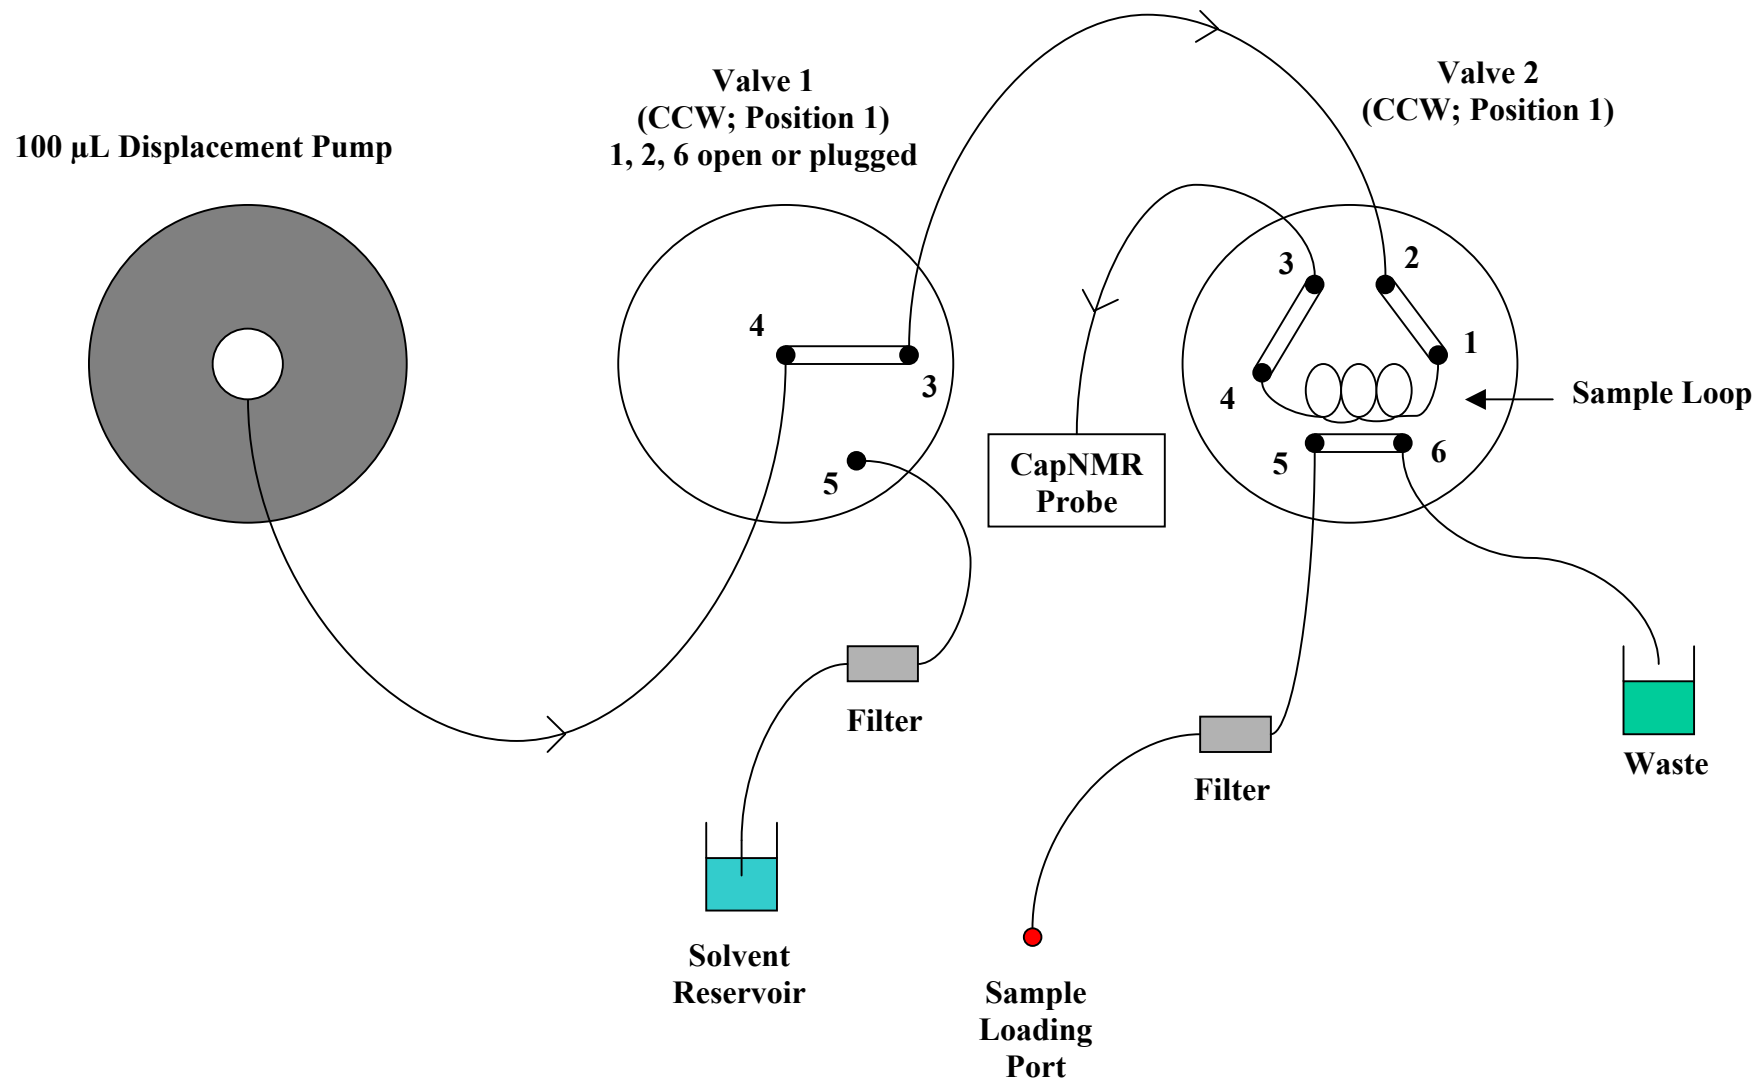 100 µL Displacement Pump
Valve 1
(CCW; Position 1)
1, 2, 6 open or plugged
4
3
5
Filter
Solvent
Reservoir
Valve 2
(CCW; Position 1)
3
2
1
4
5
6
Sample Loop
CapNMR
Probe
Filter
Sample
Loading
Port
Waste